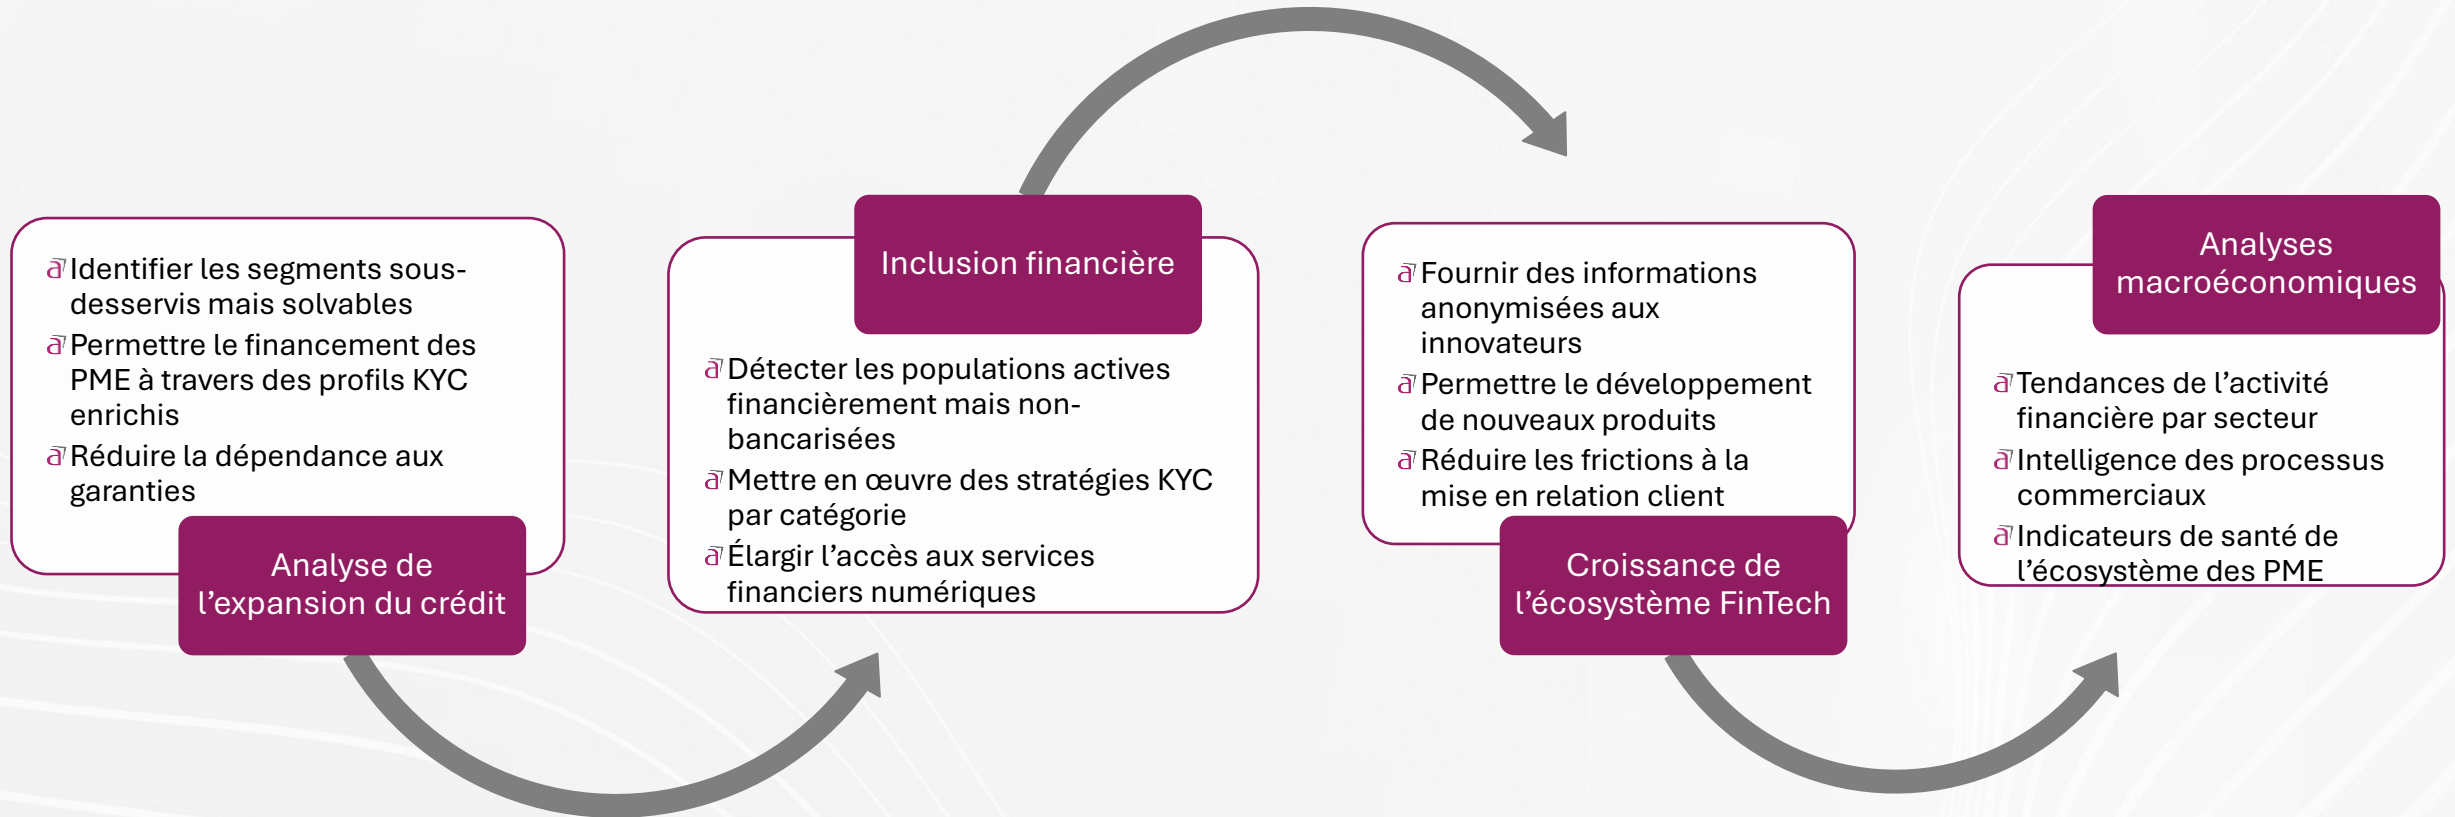 Identifier les segments sous-
desservis mais solvables
Permettre le financement des
PME à travers des profils KYC
enrichis
Réduire la dépendance aux
garanties
Analyse de
l’expansion du crédit
Inclusion financière
Détecter les populations actives
financièrement mais non-
bancarisées
Mettre en œuvre des stratégies KYC
par catégorie
Élargir l’accès aux services
financiers numériques
Fournir des informations
anonymisées aux
innovateurs
Permettre le développement
de nouveaux produits
Réduire les frictions à la
mise en relation client
Croissance de
l’écosystème FinTech
Analyses
macroéconomiques
Tendances de l’activité
financière par secteur
Intelligence des processus
commerciaux
Indicateurs de santé de
l’écosystème des PME